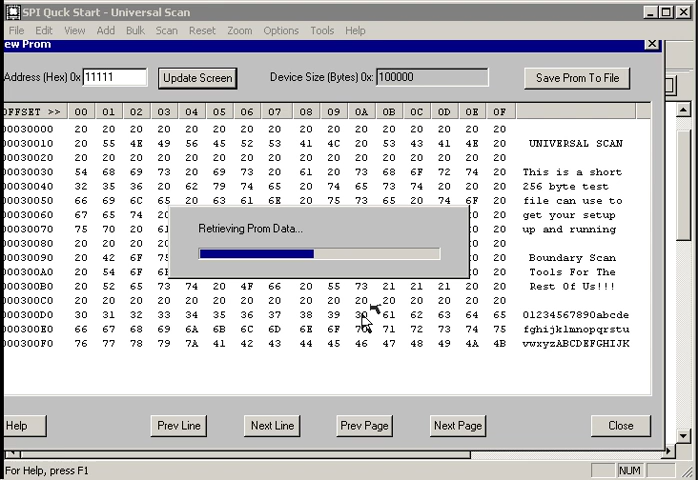 SPI Quck Start - Universal Scan
File Edit View Add Bulk Scan Reset Zoom Options Tools Help
ew Prom
Address (Hex) 0x 11111 Update Screen Device Size (Bytes) 0x: 100000 Save Prom To File
OFFSET >> 00 01 02 03 04 05 06 07 08 09 0A 0B 0C 0D 0E 0F
00030000 20 20 20 20 20 20 20 20 20 20 20 20 20 20 20 20
00030010 20 55 4E 49 56 45 52 53 41 4C 20 53 43 41 4E 20 UNIVERSAL SCAN
00030020 20 20 20 20 20 20 20 20 20 20 20 20 20 20 20 20
00030030 54 68 69 73 20 69 73 20 61 20 73 68 6F 72 74 20 This is a short
00030040 32 35 36 20 62 79 74 65 20 74 65 73 74 20 20 20 256 byte test
00030050 66 69 6C 65 20 63 61 6E 20 75 73 65 20 74 6F 20 file can use to
00030060 67 65 74 20 20 get your setup
00030070 75 70 20 61 20 up and running
00030080 20 20 20 20 20
00030090 20 42 6F 75 20 Boundary Scan
000300A0 20 54 6F 6F 20 Tools For The
000300B0 20 52 65 73 74 20 4F 66 20 55 73 21 21 21 20 20 Rest Of Us!!!
000300C0 20 20 20 20 20 20 20 20 20 20 20 20 20 20 20 20
000300D0 30 31 32 33 34 35 36 37 38 39 30 61 62 63 64 65 01234567890abcde
000300E0 66 67 68 69 6A 6B 6C 6D 6E 6F 70 71 72 73 74 75 fghijklmnopqrstu
000300F0 76 77 78 79 7A 41 42 43 44 45 46 47 48 49 4A 4B vwxyzABCDEFGHIJK
Retrieving Prom Data...
Help Prev Line Next Line Prev Page Next Page Close
For Help, press F1 NUM